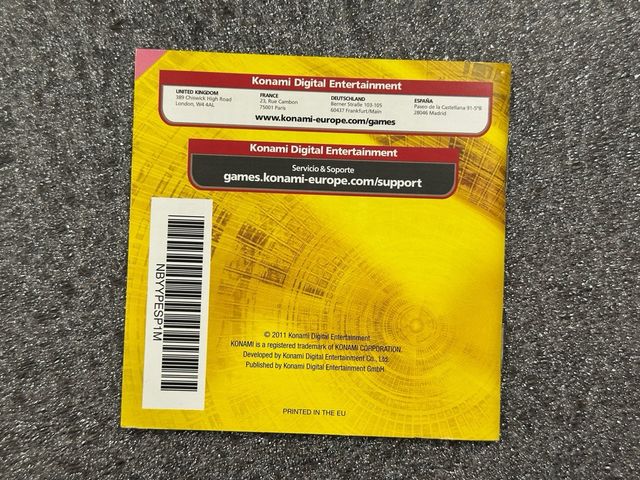 Konami Digital Entertainment
UNITED KINGDOM
389 Chiswick High Road
London, W4 4AL
FRANCE
23, Rue Cambon
75001 Paris
DEUTSCHLAND
Berner Straße 103-105
60437 Frankfurt/Main
ESPAÑA
Paseo de la Castellana 91-5ºB
28046 Madrid
www.konami-europe.com/games
Konami Digital Entertainment
Servicio & Soporte
games.konami-europe.com/support
NBYYPESP1M
© 2011 Konami Digital Entertainment
KONAMI is a registered trademark of KONAMI CORPORATION.
Developed by Konami Digital Entertainment Co., Ltd.
Published by Konami Digital Entertainment GmbH
PRINTED IN THE EU